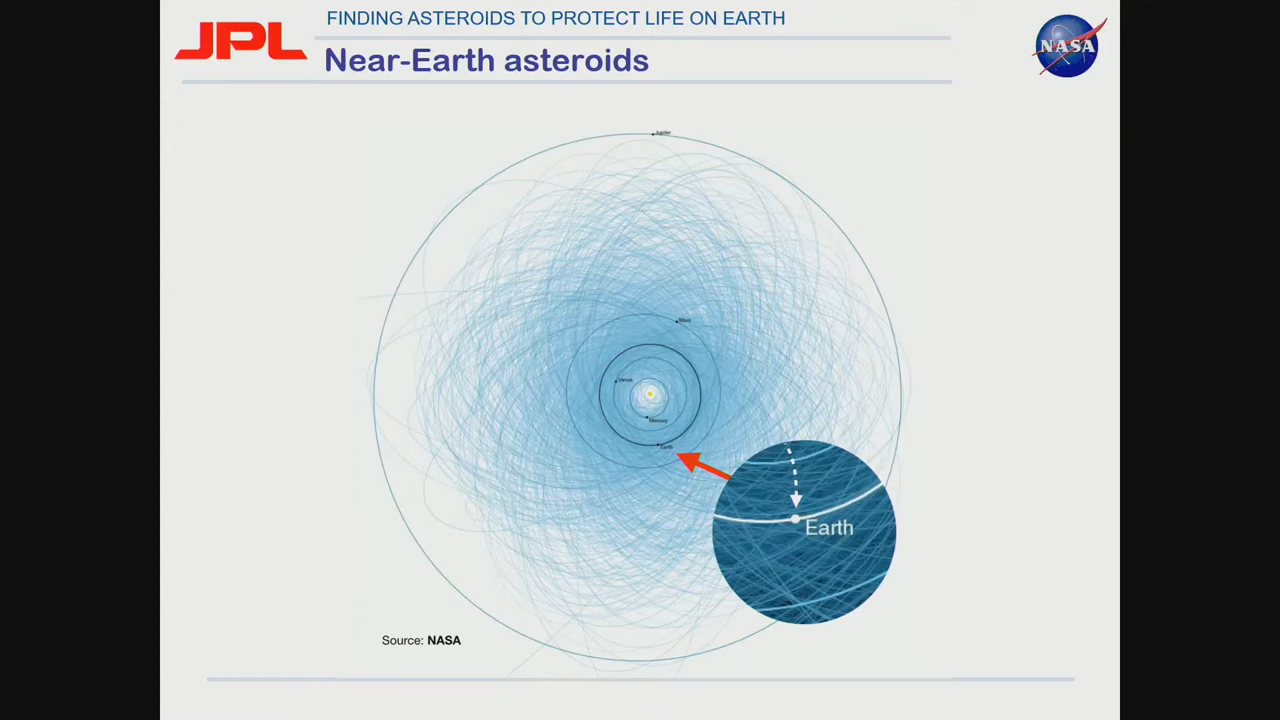 FINDING ASTEROIDS TO PROTECT LIFE ON EARTH
JPL
NASA
Near-Earth asteroids
Jupiter
Mars
Venus
Mercury
Earth
Earth
Source: NASA